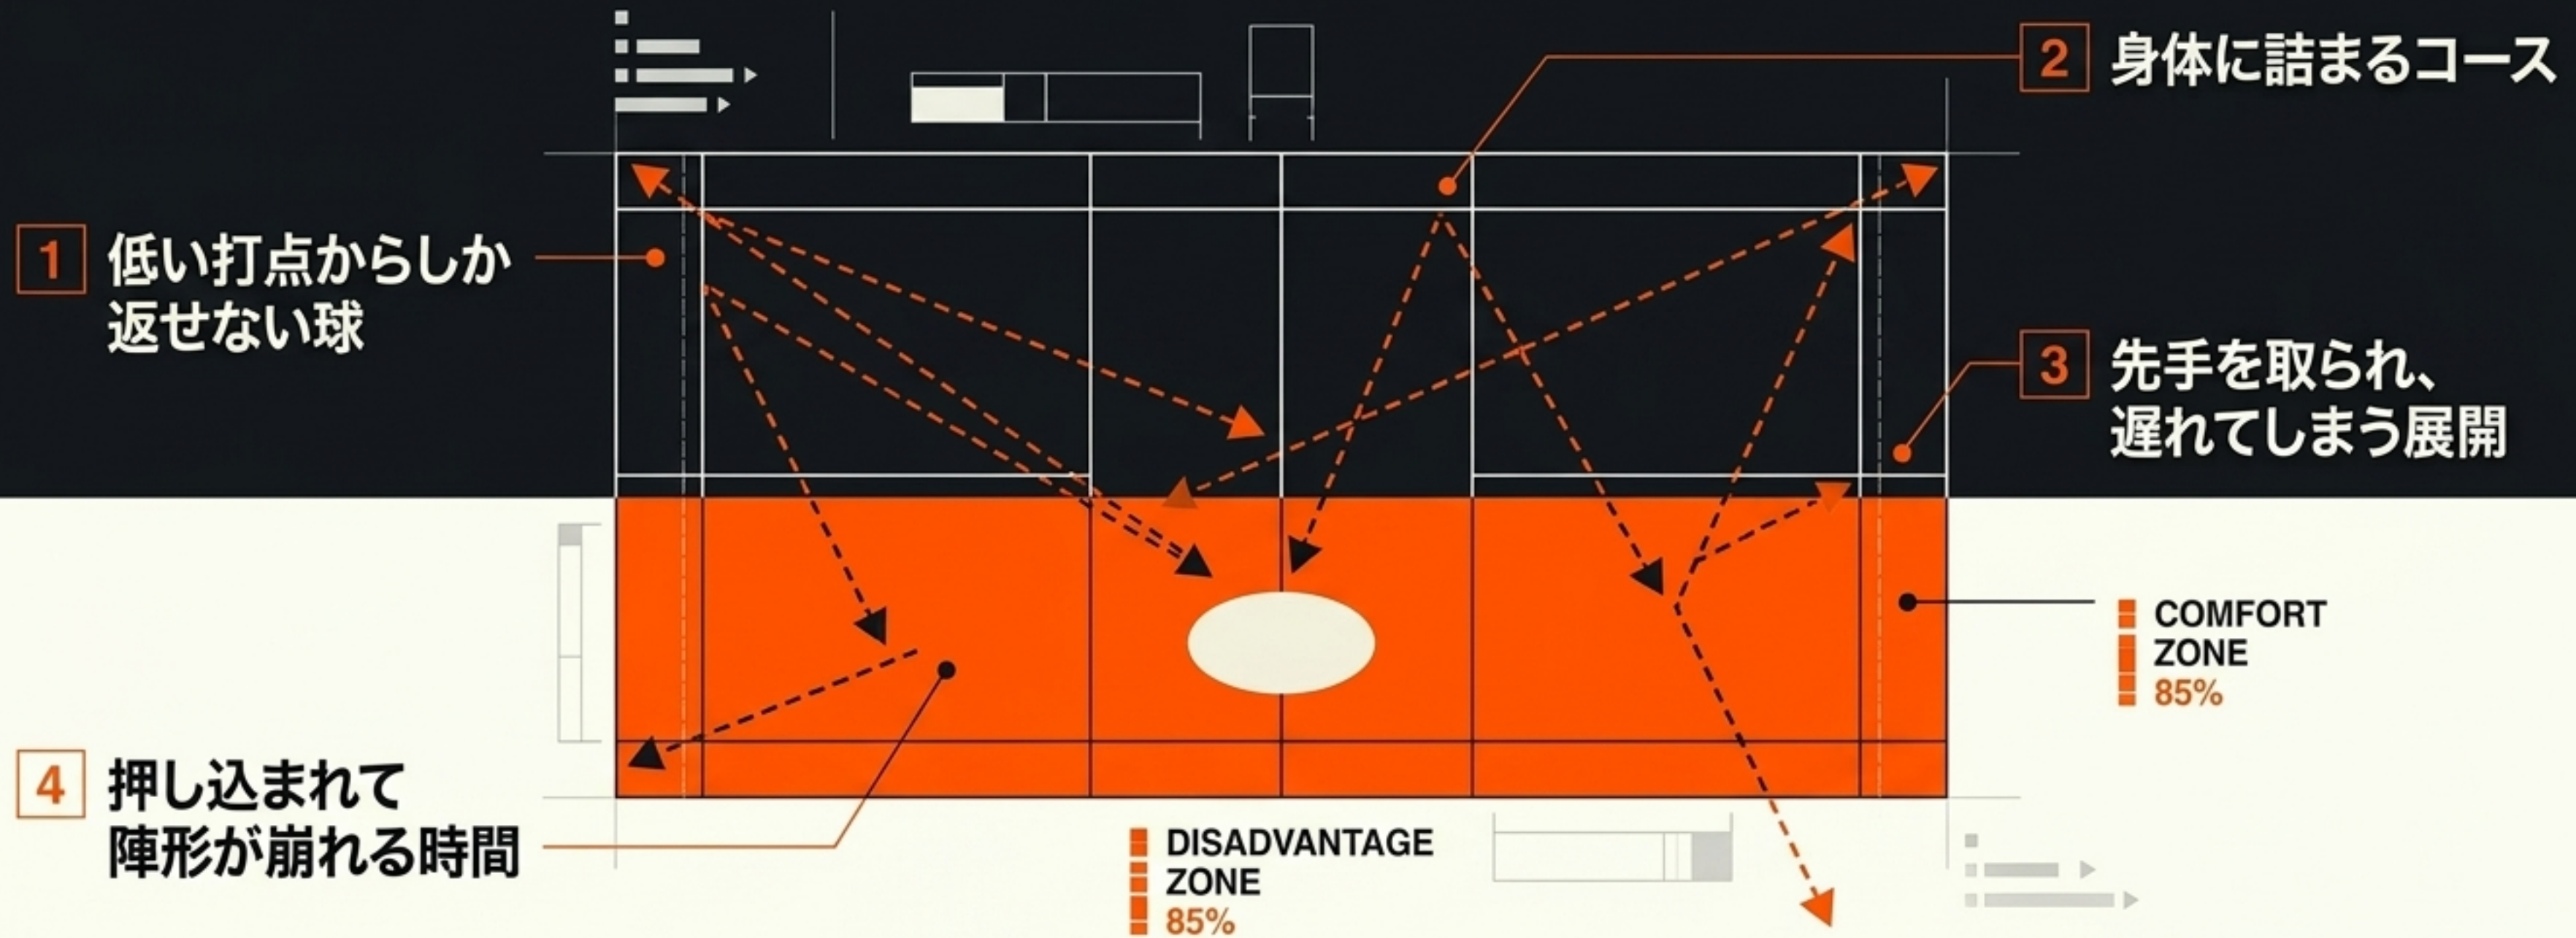 1 低い打点からしか
返せない球
2 身体に詰まるコース
3 先手を取られ、
遅れてしまう展開
4 押し込まれて
陣形が崩れる時間
COMFORT
ZONE
85%
DISADVANTAGE
ZONE
85%